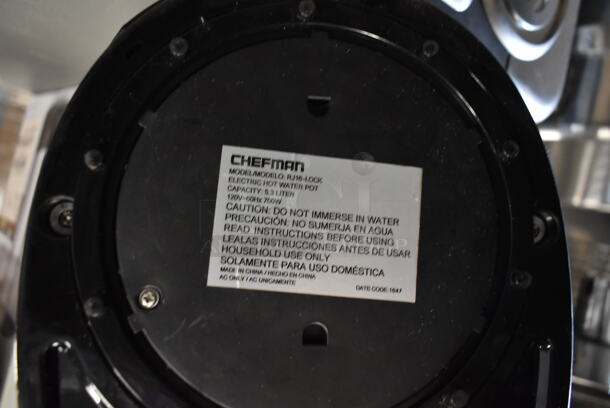 CHEFMAN
MODEL/MODELO: RJ16-LOCK
ELECTRIC HOT WATER POT
CAPACITY: 5.3 LITER
120V~60Hz 700W
CAUTION: DO NOT IMMERSE IN WATER
PRECAUCIÓN: NO SUMERJA EN AGUA
READ INSTRUCTIONS BEFORE USING
LEALAS INSTRUCCIONES ANTES DE USAR
HOUSEHOLD USE ONLY
SOLAMENTE PARA USO DOMÉSTICA
MADE IN CHINA / HECHO EN CHINA
AC ONLY / AC UNICAMENTE
DATE CODE:1647